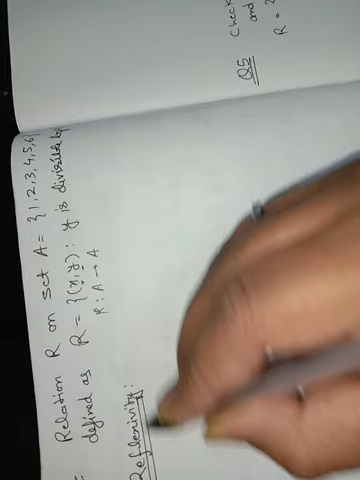 Relation R on set A = {1,2,3,4,5,6}
defined as R = {(x,y) : y is divisible by
R : A → A
Reflexivity:
Q5 Check
and
R =